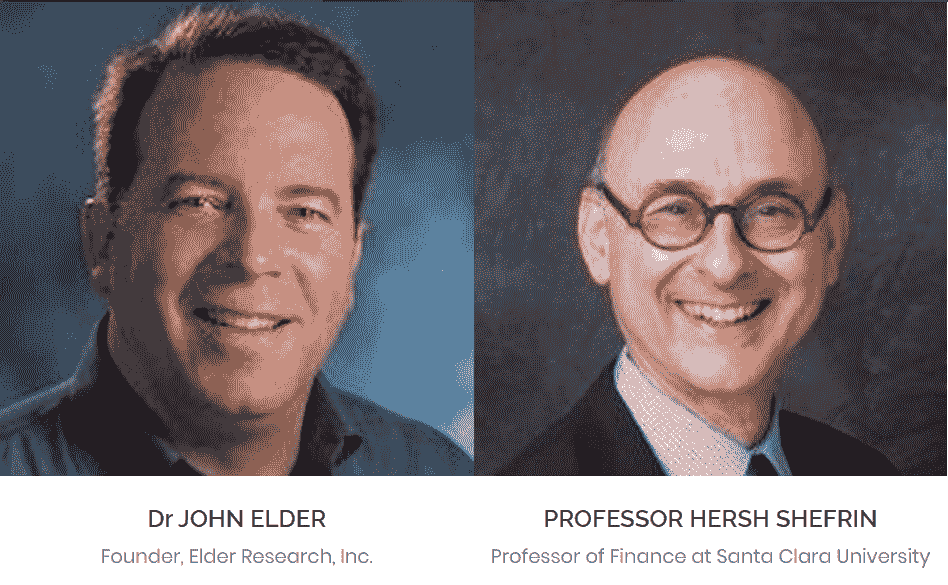 Dr JOHN ELDER
Founder, Elder Research, Inc.
PROFESSOR HERSH SHEFRIN
Professor of Finance at Santa Clara University